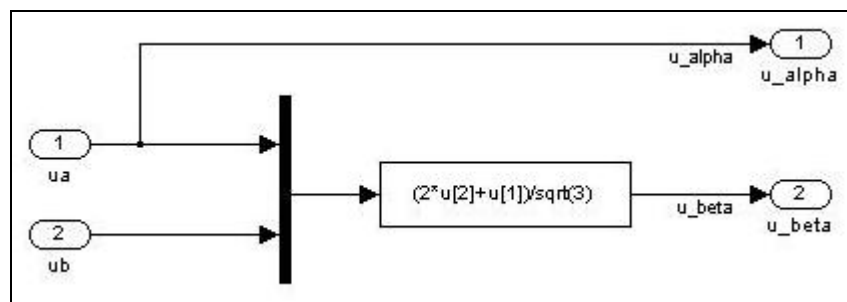 1
u_alpha
u_alpha
1
ua
(2*u[2]+u[1])/sqrt(3)
2
u_beta
u_beta
2
ub